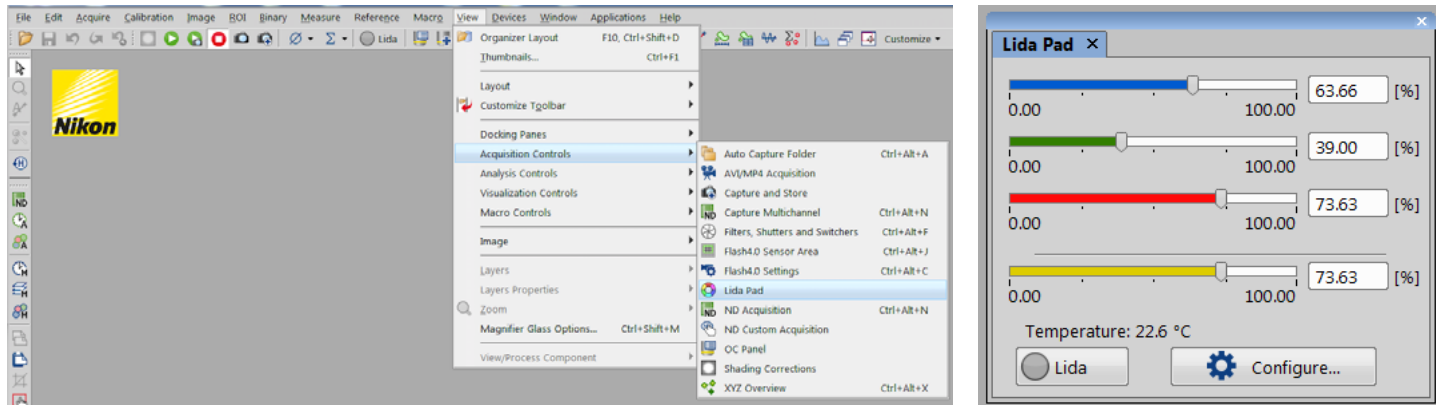 File Edit Acquire Calibration Image ROI Binary Measure Reference Macro View Devices Window Applications Help
Lida
Customize
Nikon
Organizer Layout F10, Ctrl+Shift+D
Thumbnails... Ctrl+F1
Layout
Customize Toolbar
Docking Panes
Acquisition Controls
Analysis Controls
Visualization Controls
Macro Controls
Image
Layers
Layers Properties
Zoom
Magnifier Glass Options... Ctrl+Shift+M
View/Process Component
Auto Capture Folder Ctrl+Alt+A
AVI/MP4 Acquisition
Capture and Store
Capture Multichannel Ctrl+Alt+N
Filters, Shutters and Switchers Ctrl+Alt+F
Flash4.0 Sensor Area Ctrl+Alt+J
Flash4.0 Settings Ctrl+Alt+C
Lida Pad
ND Acquisition Ctrl+Alt+N
ND Custom Acquisition
OC Panel
Shading Corrections
XYZ Overview Ctrl+Alt+X
Lida Pad
63.66 [%]
0.00 100.00
39.00 [%]
0.00 100.00
73.63 [%]
0.00 100.00
73.63 [%]
0.00 100.00
Temperature: 22.6 °C
Lida Configure...